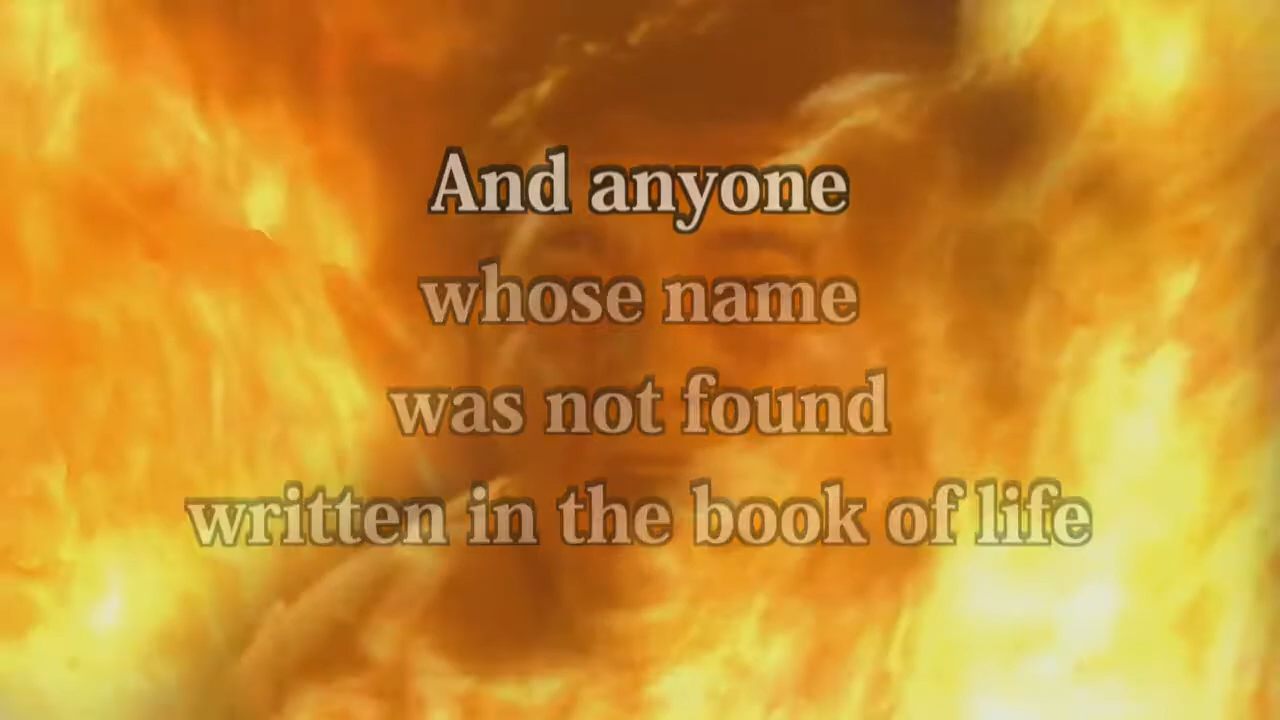 And anyone
whose name
was not found
written in the book of life